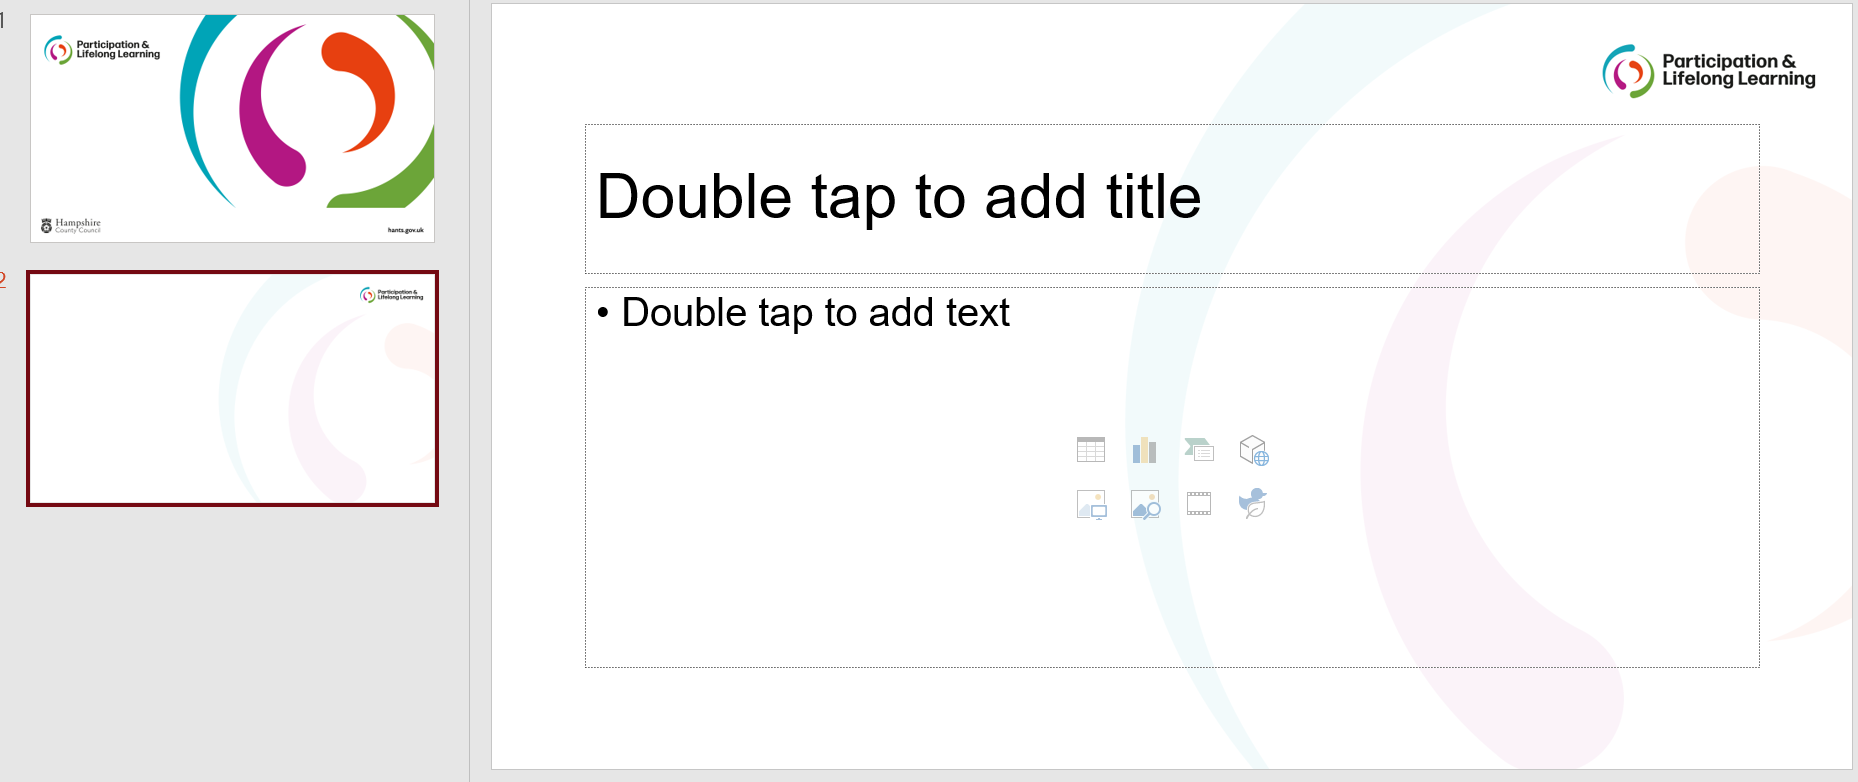 1
Participation &
Lifelong Learning
Hampshire
County Council
hants.gov.uk
2
Participation &
Lifelong Learning
Participation &
Lifelong Learning
Double tap to add title
• Double tap to add text